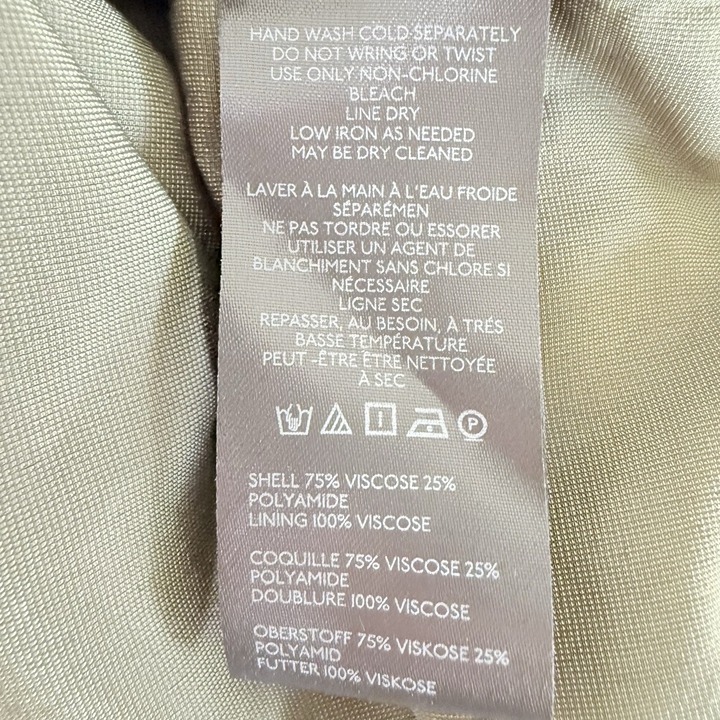 HAND WASH COLD SEPARATELY
DO NOT WRING OR TWIST
USE ONLY NON-CHLORINE
BLEACH
LINE DRY
LOW IRON AS NEEDED
MAY BE DRY CLEANED
LAVER À LA MAIN À L'EAU FROIDE
SÉPARÉMEN
NE PAS TORDRE OU ESSORER
UTILISER UN AGENT DE
BLANCHIMENT SANS CHLORE SI
NÉCESSAIRE
LIGNE SEC
REPASSER, AU BESOIN, À TRÉS
BASSE TEMPÉRATURE
PEUT -ÊTRE ÊTRE NETTOYÉE
À SEC
P
SHELL 75% VISCOSE 25%
POLYAMIDE
LINING 100% VISCOSE
COQUILLE 75% VISCOSE 25%
POLYAMIDE
DOUBLURE 100% VISCOSE
OBERSTOFF 75% VISKOSE 25%
POLYAMID
FUTTER 100% VISKOSE